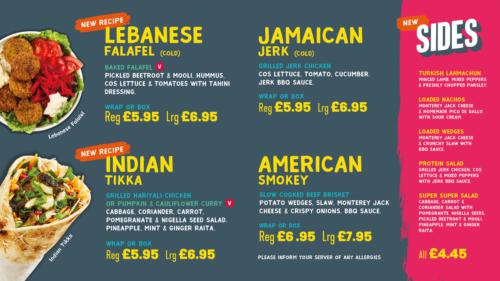 NEW RECIPE
LEBANESE
FALAFEL (COLD)
BAKED FALAFEL V
PICKLED BEETROOT & MOOLI, HUMMUS,
COS LETTUCE & TOMATOES WITH TAHINI
DRESSING.
WRAP OR BOX
Reg £5.95 Lrg £6.95
Lebanese Falafel
JAMAICAN
JERK (COLD)
GRILLED JERK CHICKEN
COS LETTUCE, TOMATO, CUCUMBER,
JERK BBQ SAUCE.
WRAP OR BOX
Reg £5.95 Lrg £6.95
NEW RECIPE
INDIAN
TIKKA
GRILLED HARIYALI CHICKEN
OR PUMPKIN & CAULIFLOWER CURRY V
CABBAGE, CORIANDER, CARROT,
POMEGRANATE & NIGELLA SEED SALAD,
PINEAPPLE, MINT & GINGER RAITA.
WRAP OR BOX
Reg £5.95 Lrg £6.95
Indian Tikka
AMERICAN
SMOKEY
SLOW COOKED BEEF BRISKET
POTATO WEDGES, SLAW, MONTEREY JACK
CHEESE & CRISPY ONIONS, BBQ SAUCE.
WRAP OR BOX
Reg £6.95 Lrg £7.95
PLEASE INFORM YOUR SERVER OF ANY ALLERGIES
NEW
SIDES
TURKISH LAHMACHUN
MINCED LAMB, MIXED PEPPERS
& FRESHLY CHOPPED PARSLEY.
LOADED NACHOS
MONTEREY JACK CHEESE
& HOMEMADE PICO DE GALLO
WITH SOUR CREAM.
LOADED WEDGES
MONTEREY JACK CHEESE
& CRUNCHY SLAW WITH
BBQ SAUCE.
PROTEIN SALAD
GRILLED JERK CHICKEN, COS
LETTUCE & MIXED PEPPERS
WITH JERK BBQ SAUCE.
SUPER SUPER SALAD
CABBAGE, CARROT &
CORIANDER SALAD WITH
POMEGRANATE, NIGELLA SEEDS,
PICKLED BEETROOT AND
PINEAPPLE, MINT & GINGER
RAITA.
All £4.45